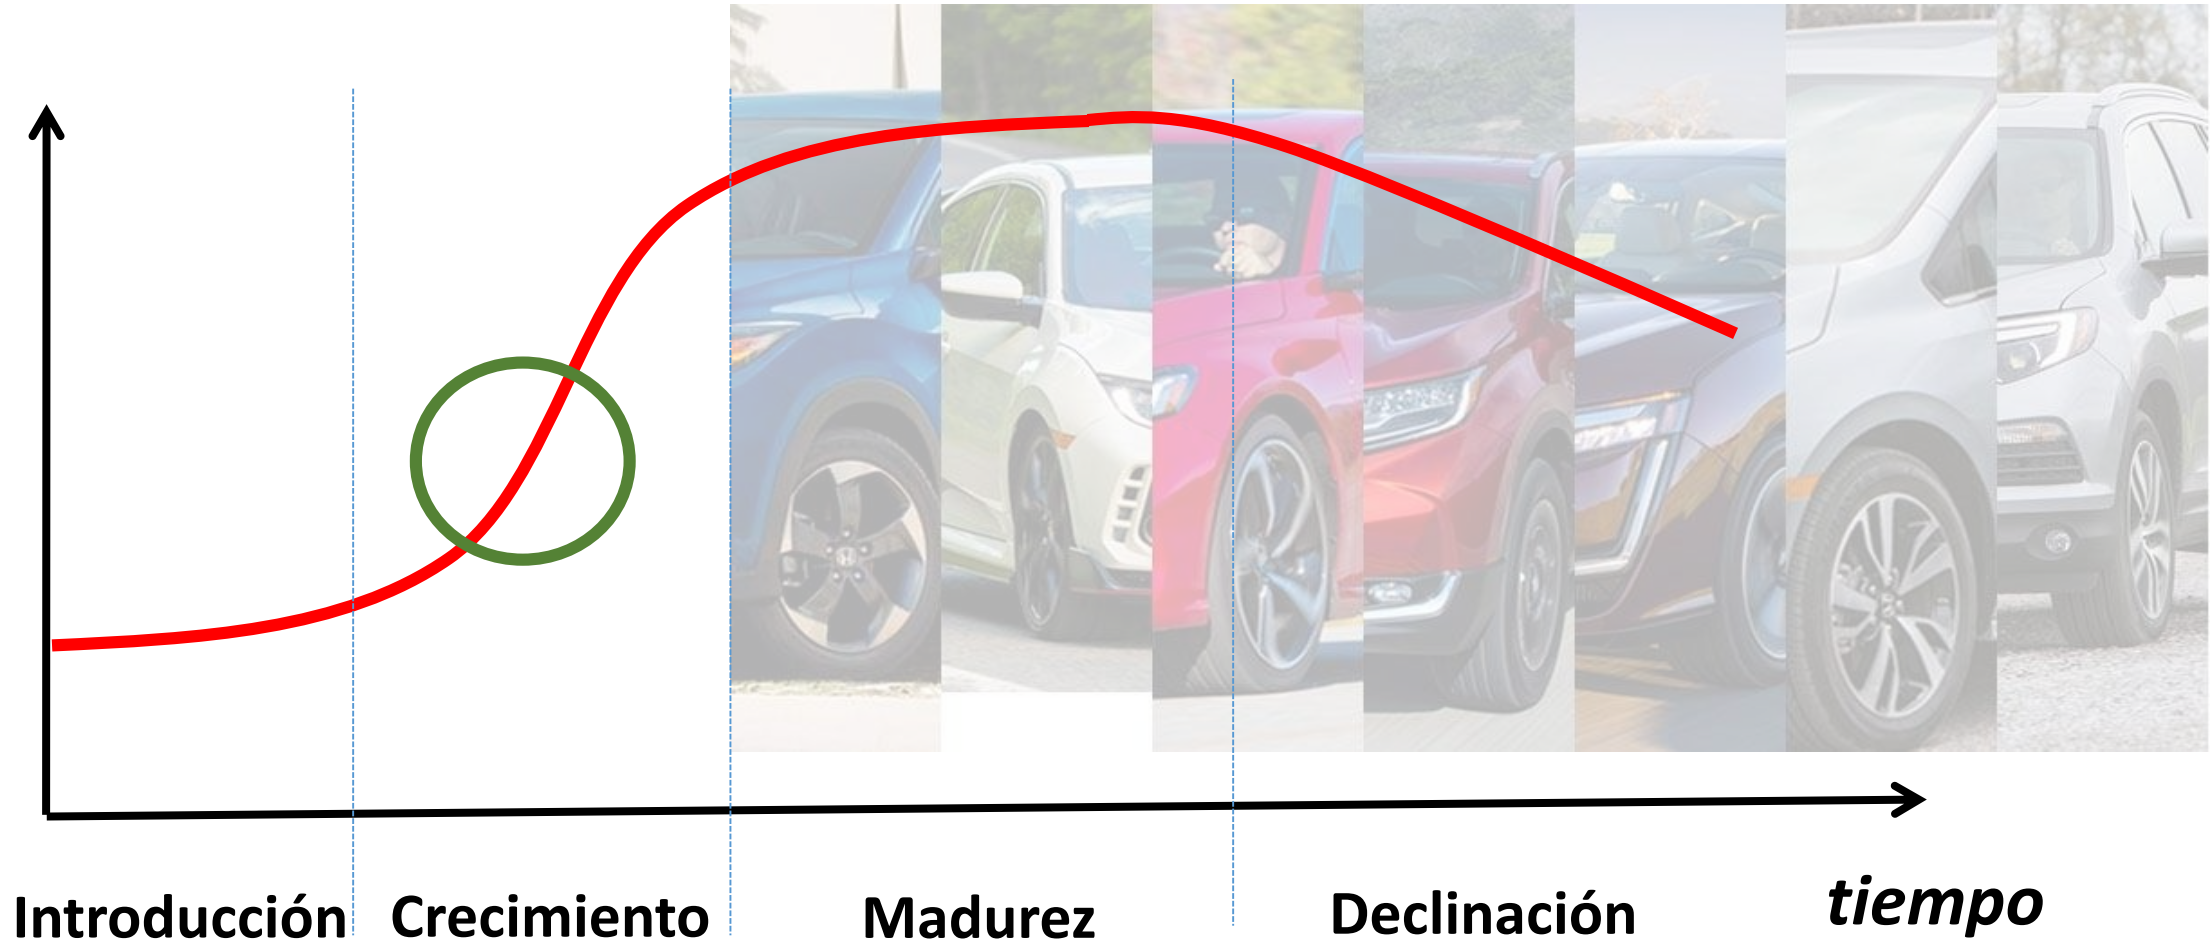 Introducción
Crecimiento
Madurez
Declinación
tiempo